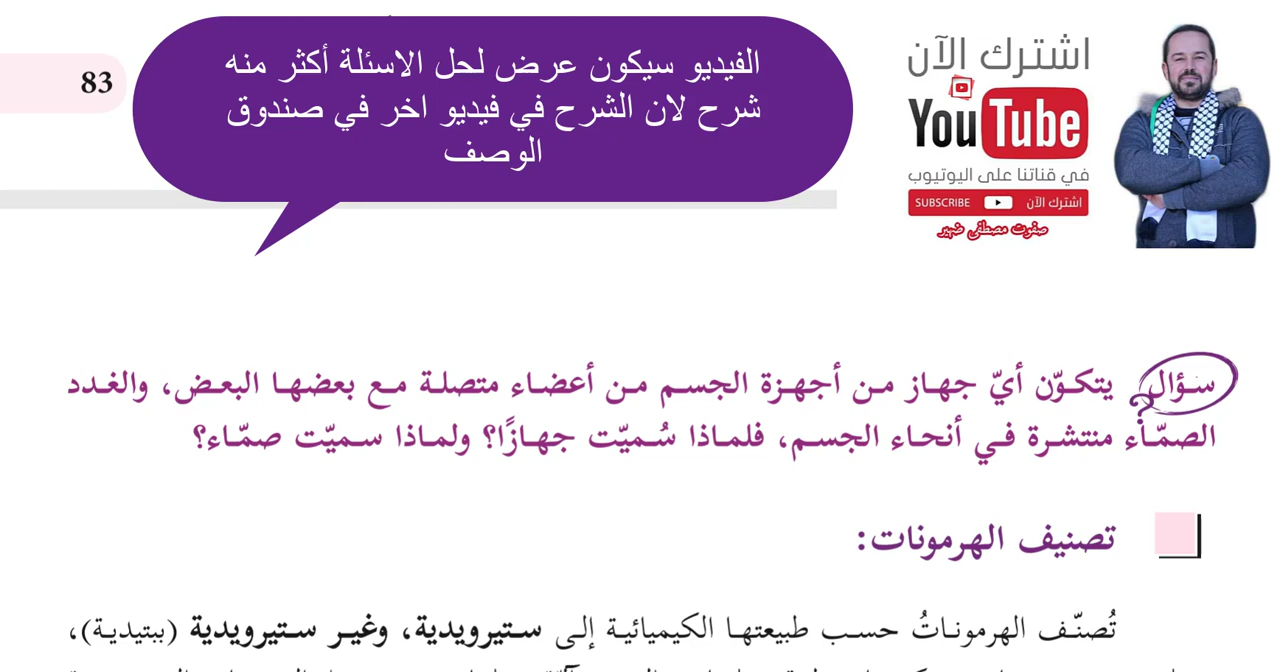 83
الفيديو سيكون عرض لحل الاسئلة أكثر منه
شرح لان الشرح في فيديو اخر في صندوق
الوصف
اشترك الآن
YouTube
في قناتنا على اليوتيوب
SUBSCRIBE اشترك الآن
صفوت مصطفى ضهير
سؤال يتكوّن أيّ جهاز من أجهزة الجسم من أعضاء متصلة مع بعضها البعض، والغدد
الصمّاء منتشرة في أنحاء الجسم، فلماذا سُميّت جهازًا؟ ولماذا سميّت صمّاء؟
تصنيف الهرمونات:
تُصنّف الهرموناتُ حسب طبيعتها الكيميائية إلى ستيرويدية، وغير ستيرويدية (ببتيدية)،